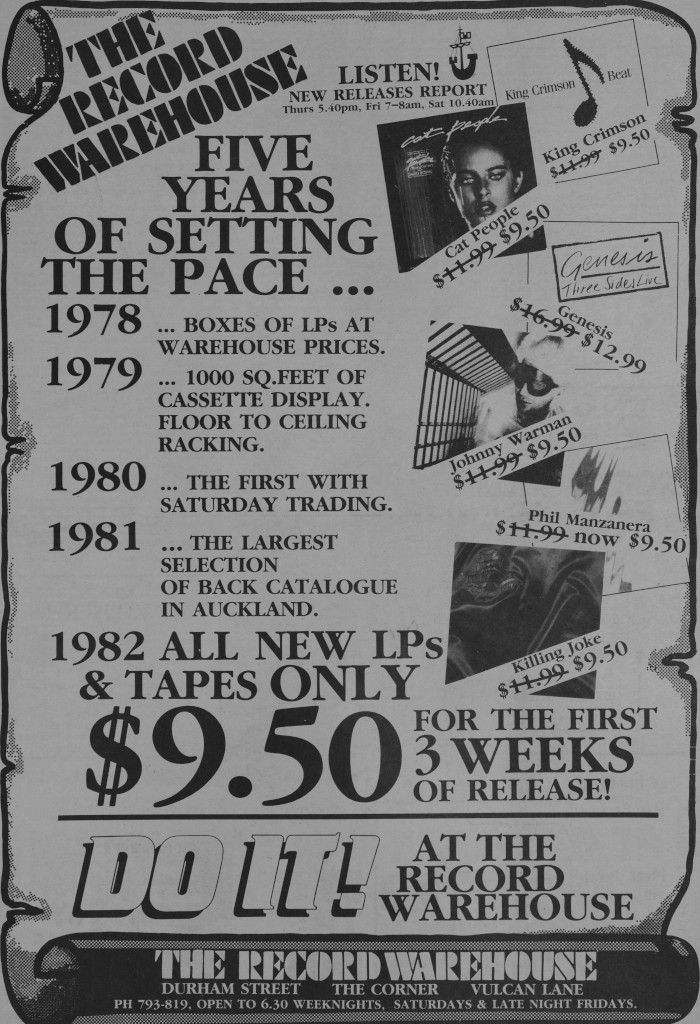 THE
RECORD
WAREHOUSE
LISTEN!
NEW RELEASES REPORT
Thurs 5.40pm, Fri 7–8am, Sat 10.40am
King Crimson Beat
King Crimson
$11.99 $9.50
cat people
Cat People
$11.99 $9.50
Genesis
Three Sides Live
Genesis
$16.99 $12.99
Johnny Warman
$11.99 $9.50
Phil Manzanera
$11.99 now $9.50
Killing Joke
$11.99 $9.50
FIVE
YEARS
OF SETTING
THE PACE ...
1978 ... BOXES OF LPs AT
WAREHOUSE PRICES.
1979 ... 1000 SQ.FEET OF
CASSETTE DISPLAY.
FLOOR TO CEILING
RACKING.
1980 ... THE FIRST WITH
SATURDAY TRADING.
1981 ... THE LARGEST
SELECTION
OF BACK CATALOGUE
IN AUCKLAND.
1982 ALL NEW LPs
& TAPES ONLY
$9.50 FOR THE FIRST
3 WEEKS
OF RELEASE!
DO IT! AT THE
RECORD
WAREHOUSE
THE RECORD WAREHOUSE
DURHAM STREET THE CORNER VULCAN LANE
PH 793-819, OPEN TO 6.30 WEEKNIGHTS, SATURDAYS & LATE NIGHT FRIDAYS.